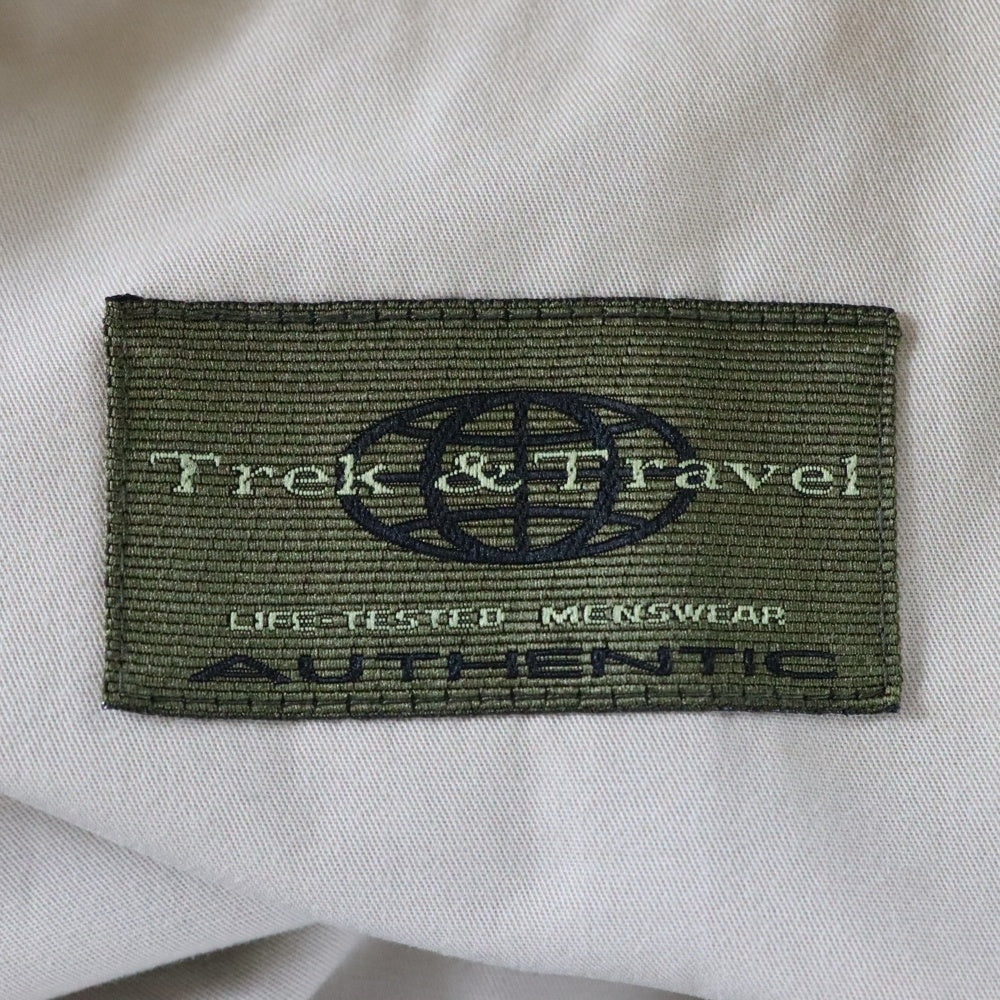 Trek & Travel
LIFE-TESTED MENSWEAR
AUTHENTIC